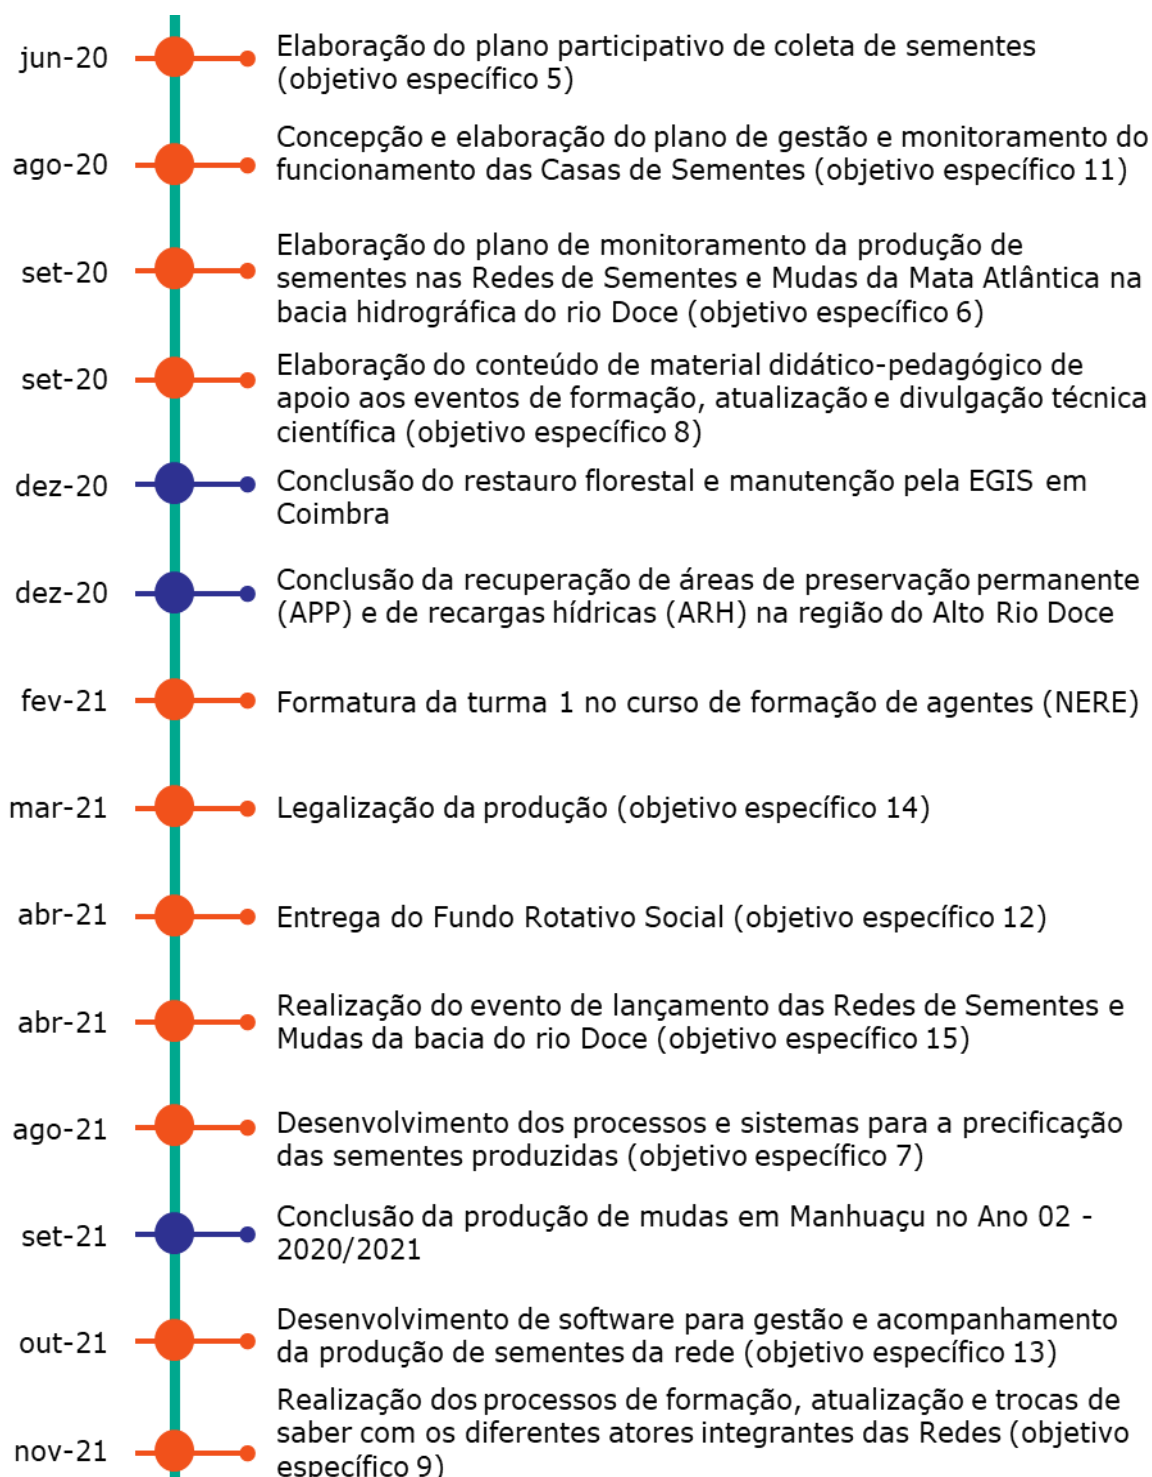 jun-20
Elaboração do plano participativo de coleta de sementes
(objetivo específico 5)
ago-20
Concepção e elaboração do plano de gestão e monitoramento do
funcionamento das Casas de Sementes (objetivo específico 11)
set-20
Elaboração do plano de monitoramento da produção de
sementes nas Redes de Sementes e Mudas da Mata Atlântica na
bacia hidrográfica do rio Doce (objetivo específico 6)
set-20
Elaboração do conteúdo de material didático-pedagógico de
apoio aos eventos de formação, atualização e divulgação técnica
científica (objetivo específico 8)
dez-20
Conclusão do restauro florestal e manutenção pela EGIS em
Coimbra
dez-20
Conclusão da recuperação de áreas de preservação permanente
(APP) e de recargas hídricas (ARH) na região do Alto Rio Doce
fev-21
Formatura da turma 1 no curso de formação de agentes (NERE)
mar-21
Legalização da produção (objetivo específico 14)
abr-21
Entrega do Fundo Rotativo Social (objetivo específico 12)
abr-21
Realização do evento de lançamento das Redes de Sementes e
Mudas da bacia do rio Doce (objetivo específico 15)
ago-21
Desenvolvimento dos processos e sistemas para a precificação
das sementes produzidas (objetivo específico 7)
set-21
Conclusão da produção de mudas em Manhuaçu no Ano 02 -
2020/2021
out-21
Desenvolvimento de software para gestão e acompanhamento
da produção de sementes da rede (objetivo específico 13)
nov-21
Realização dos processos de formação, atualização e trocas de
saber com os diferentes atores integrantes das Redes (objetivo
específico 9)